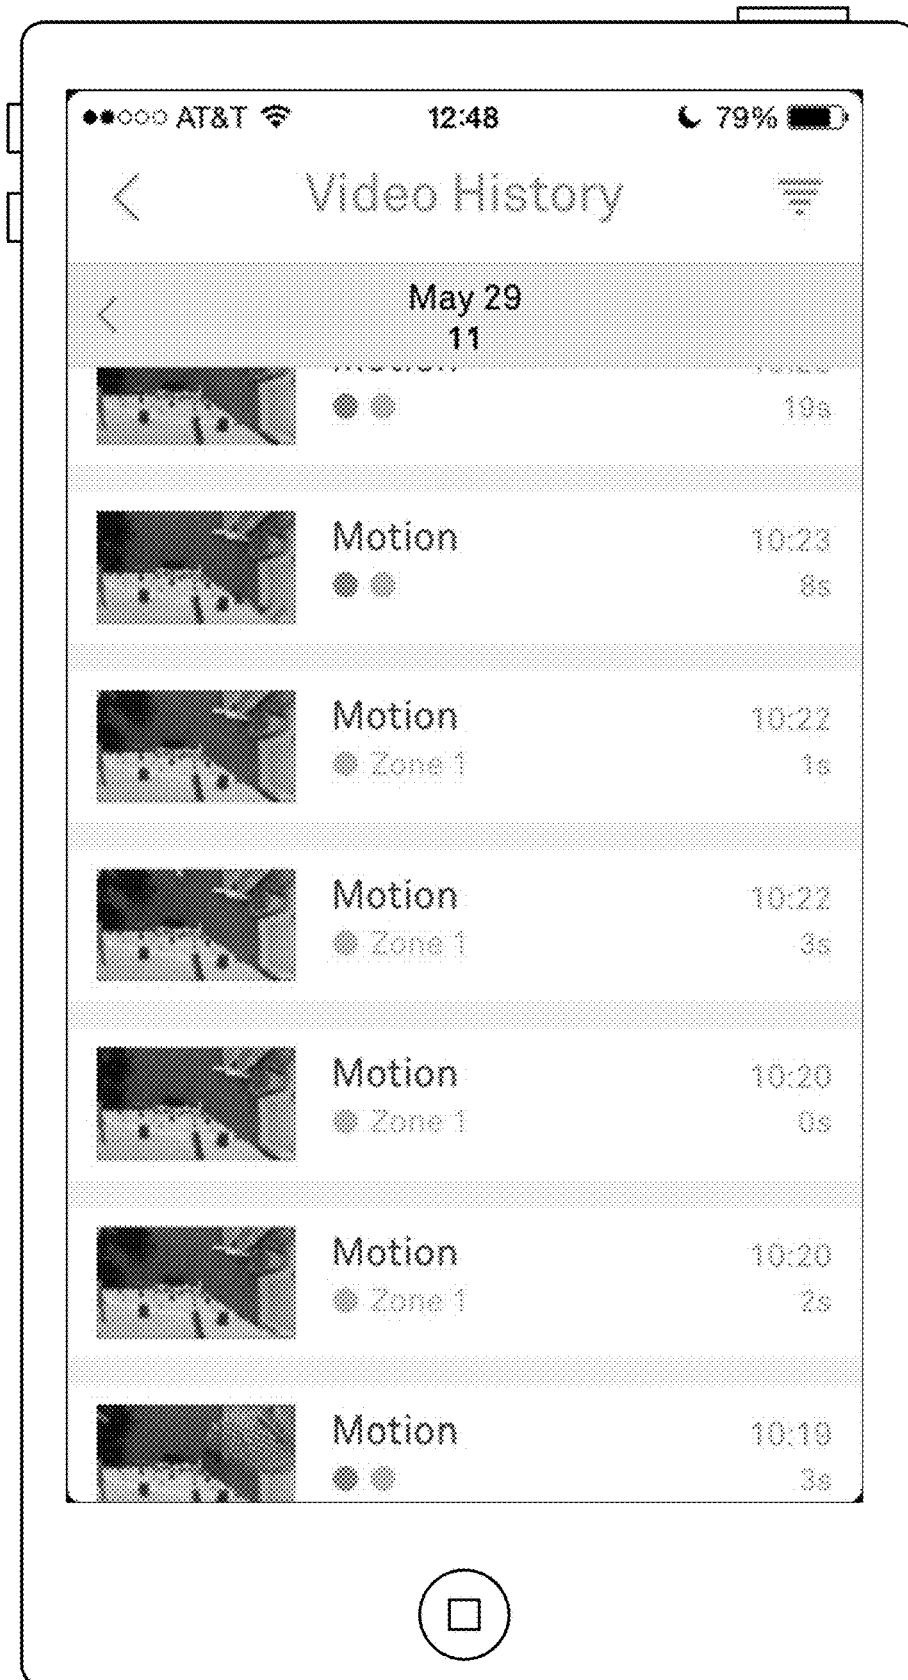 AT&T 12:48 79%
Video History
May 29
11
19s
Motion 10:23
8s
Motion 10:22
Zone 1 1s
Motion 10:22
Zone 1 3s
Motion 10:20
Zone 1 0s
Motion 10:20
Zone 1 2s
Motion 10:19
3s